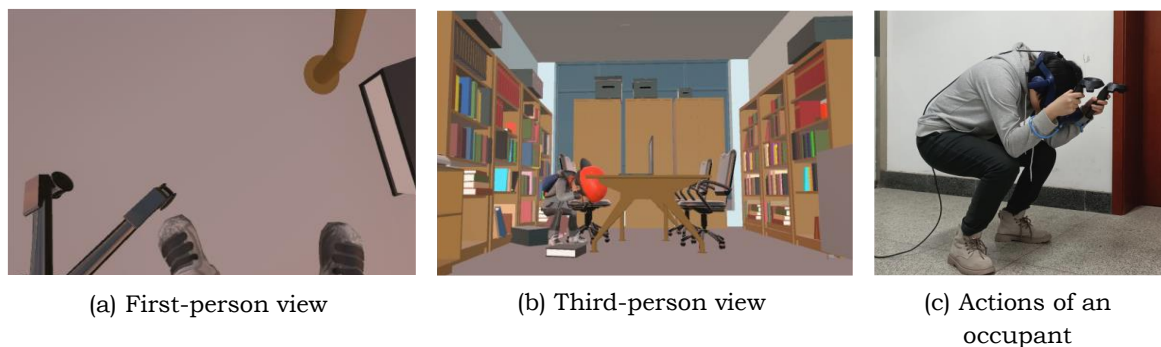 (a) First-person view
(b) Third-person view
(c) Actions of an
occupant